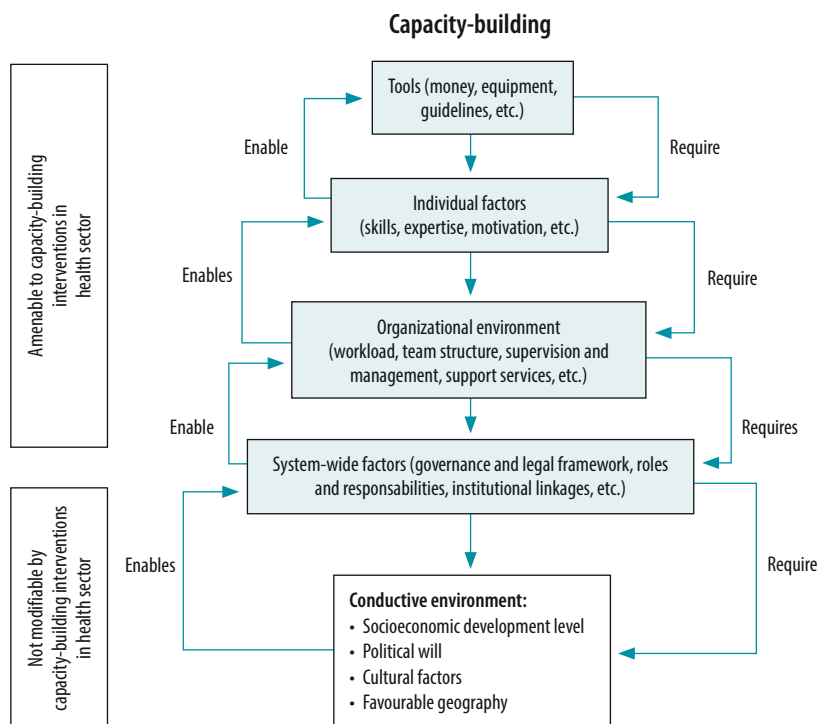 Capacity-building
Amenable to capacity-building
interventions in
health sector
Not modifiable by
capacity-building interventions
in health sector
Tools (money, equipment,
guidelines, etc.)
Enable
Require
Individual factors
(skills, expertise, motivation, etc.)
Enables
Require
Organizational environment
(workload, team structure, supervision and
management, support services, etc.)
Enable
Requires
System-wide factors (governance and legal framework, roles
and responsabilities, institutional linkages, etc.)
Enables
Require
Conductive environment:
• Socioeconomic development level
• Political will
• Cultural factors
• Favourable geography